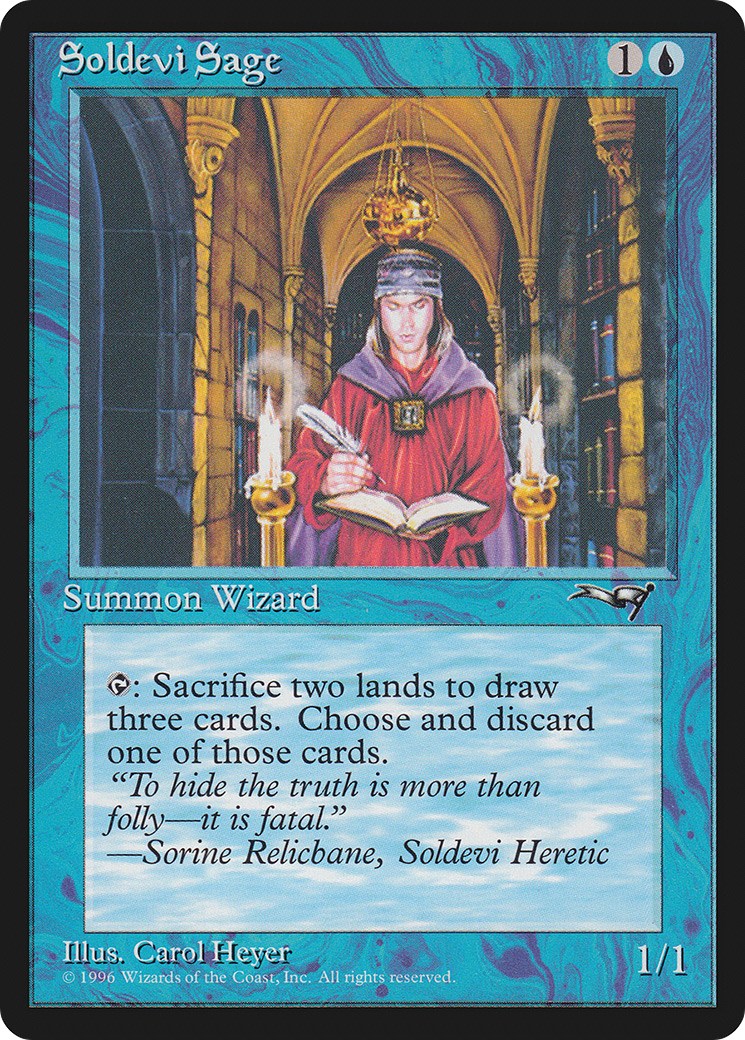 Soldevi Sage 1
Summon Wizard
: Sacrifice two lands to draw
three cards. Choose and discard
one of those cards.
“To hide the truth is more than
folly—it is fatal.”
—Sorine Relicbane, Soldevi Heretic
Illus. Carol Heyer
1/1
© 1996 Wizards of the Coast, Inc. All rights reserved.